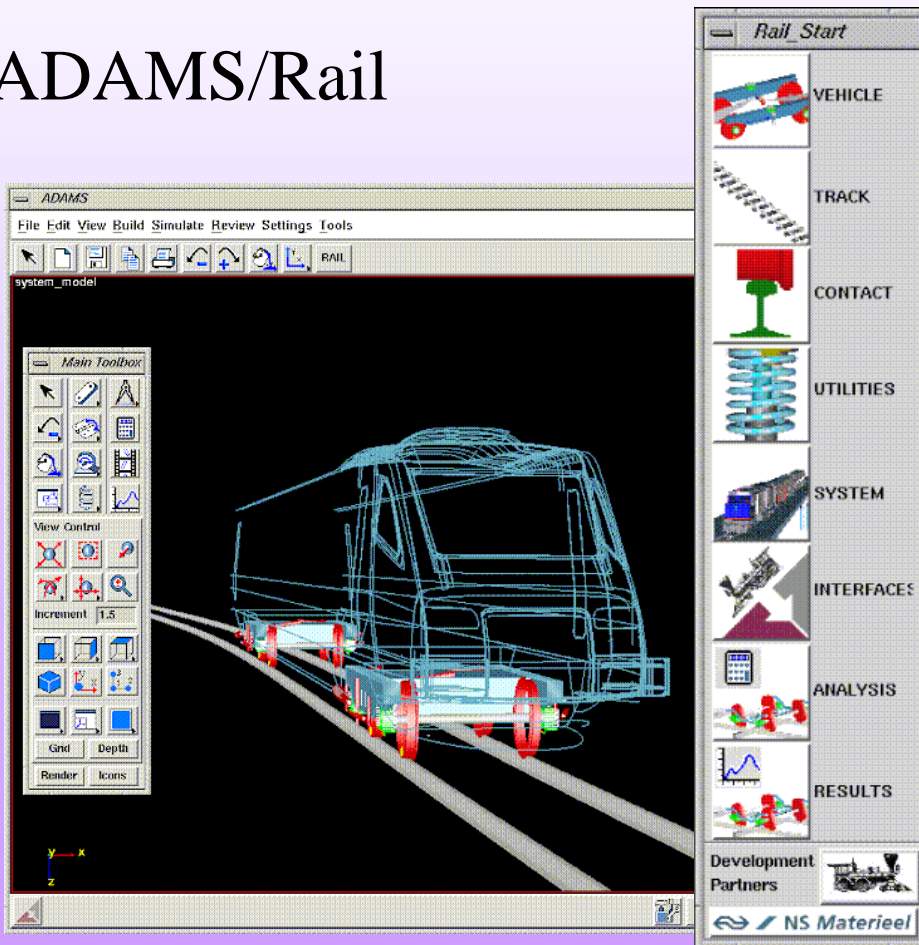 ADAMS/Rail
Rail_Start
VEHICLE
TRACK
CONTACT
UTILITIES
SYSTEM
INTERFACES
ANALYSIS
RESULTS
Development
Partners
NS Materieel
ADAMS
File Edit View Build Simulate Review Settings Tools
RAIL
system_model
Main Toolbox
View Control
Increment 1.5
Grid Depth
Render Icons
y x
z